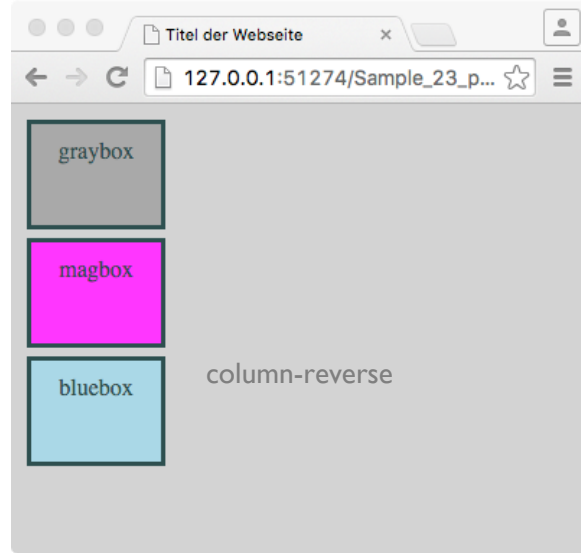 Titel der Webseite
127.0.0.1:51274/Sample_23_p...
graybox
magbox
bluebox
column-reverse